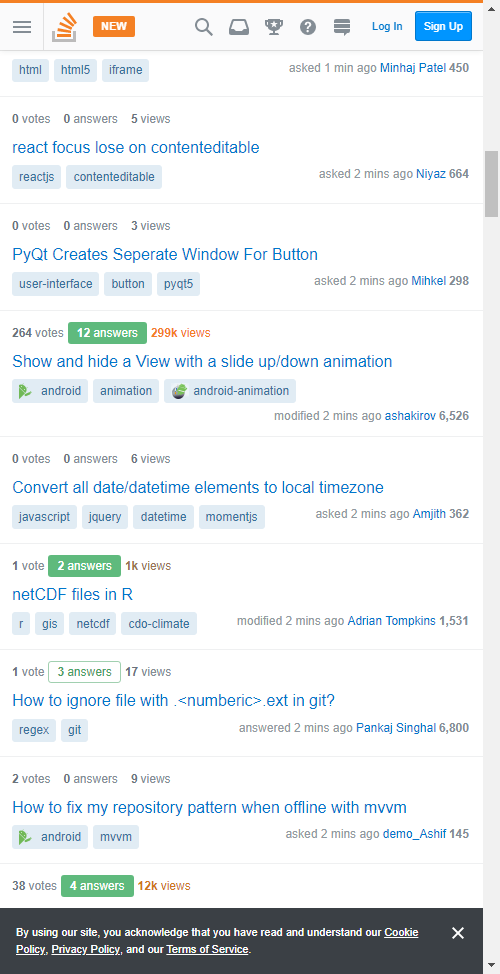 NEW
Log In
Sign Up
html html5 iframe
asked 1 min ago Minhaj Patel 450
0 votes 0 answers 5 views
react focus lose on contenteditable
reactjs contenteditable
asked 2 mins ago Niyaz 664
0 votes 0 answers 3 views
PyQt Creates Seperate Window For Button
user-interface button pyqt5
asked 2 mins ago Mihkel 298
264 votes 12 answers 299k views
Show and hide a View with a slide up/down animation
android animation android-animation
modified 2 mins ago ashakirov 6,526
0 votes 0 answers 6 views
Convert all date/datetime elements to local timezone
javascript jquery datetime momentjs
asked 2 mins ago Amjith 362
1 vote 2 answers 1k views
netCDF files in R
r gis netcdf cdo-climate
modified 2 mins ago Adrian Tompkins 1,531
1 vote 3 answers 17 views
How to ignore file with .<numberic>.ext in git?
regex git
answered 2 mins ago Pankaj Singhal 6,800
2 votes 0 answers 9 views
How to fix my repository pattern when offline with mvvm
android mvvm
asked 2 mins ago demo_Ashif 145
38 votes 4 answers 12k views
By using our site, you acknowledge that you have read and understand our Cookie
Policy, Privacy Policy, and our Terms of Service.